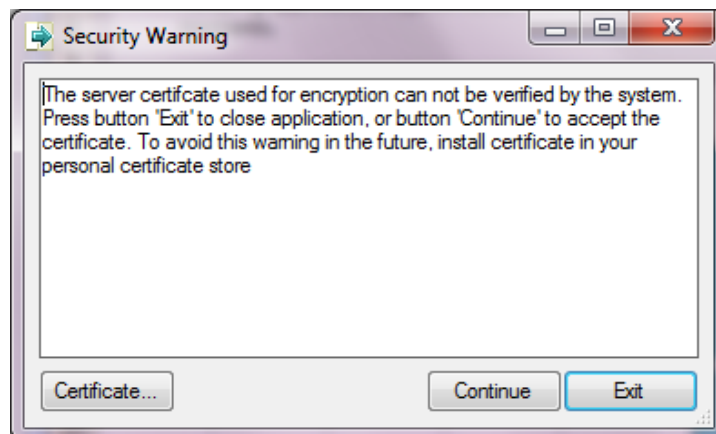 Security Warning
The server certifcate used for encryption can not be verified by the system.
Press button 'Exit' to close application, or button 'Continue' to accept the
certificate. To avoid this warning in the future, install certificate in your
personal certificate store
Certificate...
Continue
Exit